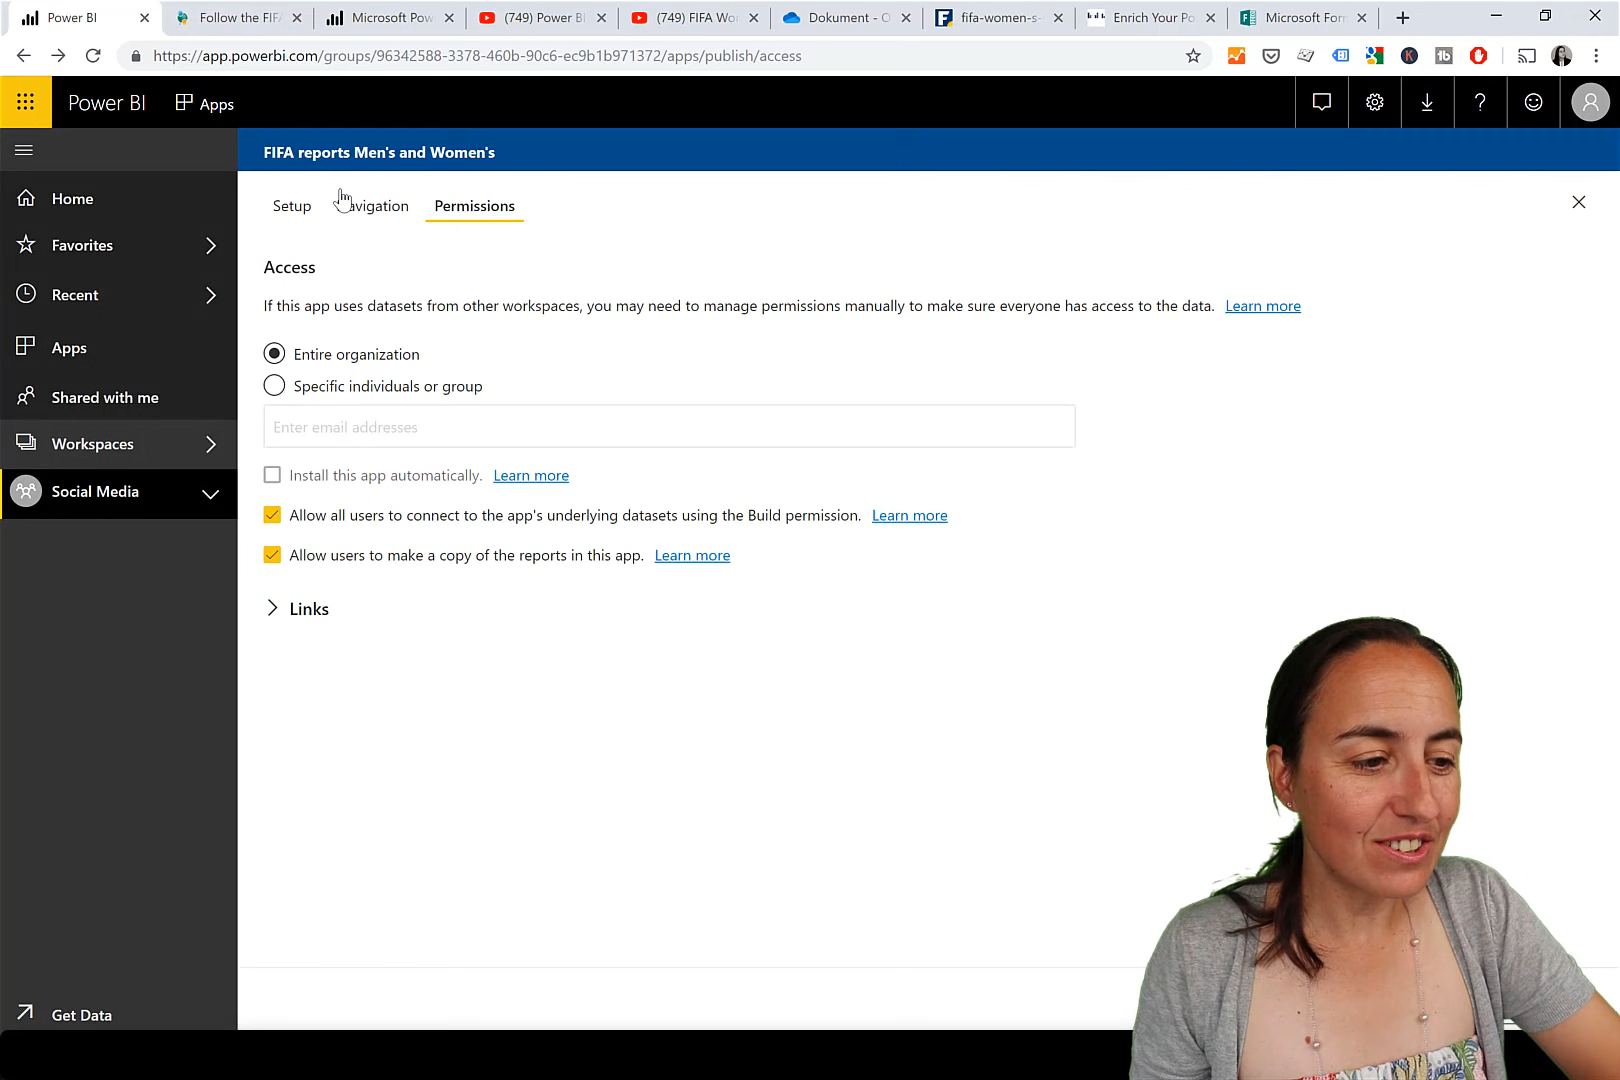 Power BI
Follow the FIF
Microsoft Pow
(749) Power B
(749) FIFA Wo
Dokument - O
fifa-women-s-
Enrich Your Po
Microsoft For
https://app.powerbi.com/groups/96342588-3378-460b-90c6-ec9b1b971372/apps/publish/access
Power BI
Apps
FIFA reports Men's and Women's
Home
Favorites
Recent
Apps
Shared with me
Workspaces
Social Media
Get Data
Setup
avigation
Permissions
Access
If this app uses datasets from other workspaces, you may need to manage permissions manually to make sure everyone has access to the data. Learn more
Entire organization
Specific individuals or group
Enter email addresses
Install this app automatically. Learn more
Allow all users to connect to the app's underlying datasets using the Build permission. Learn more
Allow users to make a copy of the reports in this app. Learn more
Links